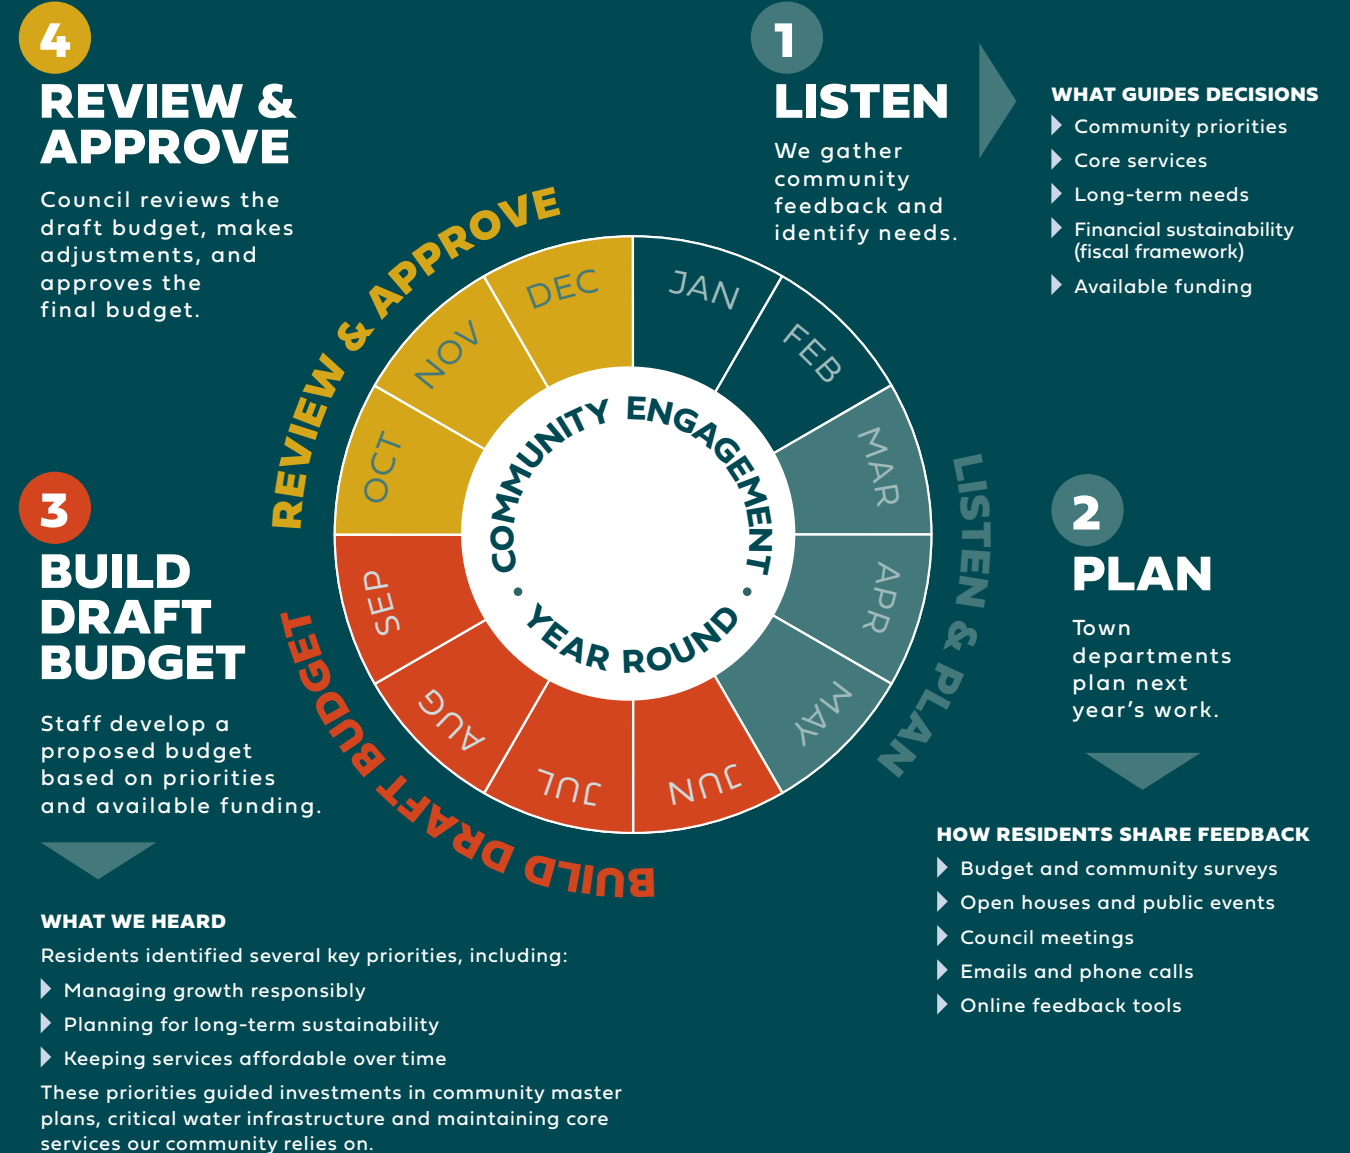 1
LISTEN
We gather
community
feedback and
identify needs.
WHAT GUIDES DECISIONS
Community priorities
Core services
Long-term needs
Financial sustainability
(fiscal framework)
Available funding
2
PLAN
Town
departments
plan next
year's work.
HOW RESIDENTS SHARE FEEDBACK
Budget and community surveys
Open houses and public events
Council meetings
Emails and phone calls
Online feedback tools
3
BUILD
DRAFT
BUDGET
Staff develop a
proposed budget
based on priorities
and available funding.
WHAT WE HEARD
Residents identified several key priorities, including:
Managing growth responsibly
Planning for long-term sustainability
Keeping services affordable over time
These priorities guided investments in community master
plans, critical water infrastructure and maintaining core
services our community relies on.
4
REVIEW &
APPROVE
Council reviews the
draft budget, makes
adjustments, and
approves the
final budget.
LISTEN & PLAN
BUILD DRAFT BUDGET
REVIEW & APPROVE
JAN
FEB
MAR
APR
MAY
JUN
JUL
AUG
SEP
OCT
NOV
DEC
COMMUNITY ENGAGEMENT
• YEAR ROUND •